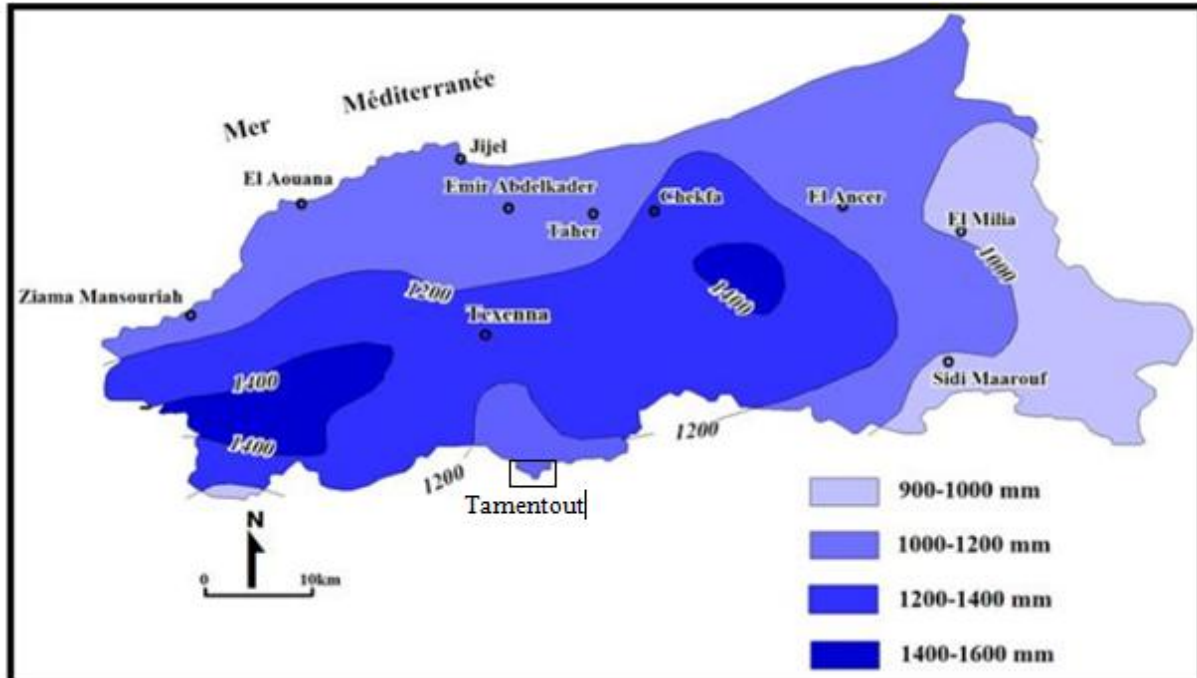 Mer Méditerranée
Jijel
El Aouana
Emir Abdelkader
Taher
Chekfa
El Ancer
El Milia
1000
Ziama Mansouriah
1200
1400
Texenna
1400
Sidi Maarouf
1400
1200
1200
Tamentout
N
0 10km
900-1000 mm
1000-1200 mm
1200-1400 mm
1400-1600 mm